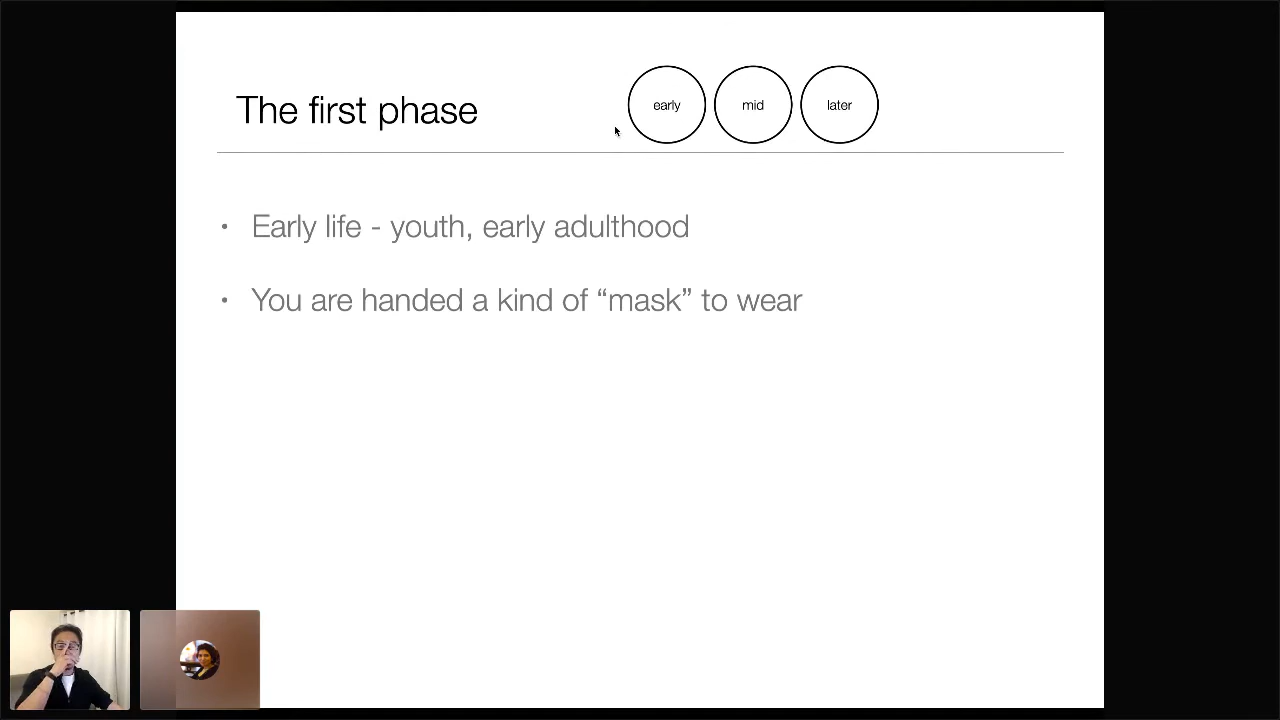 The first phase
early
mid
later
• Early life - youth, early adulthood
• You are handed a kind of “mask” to wear